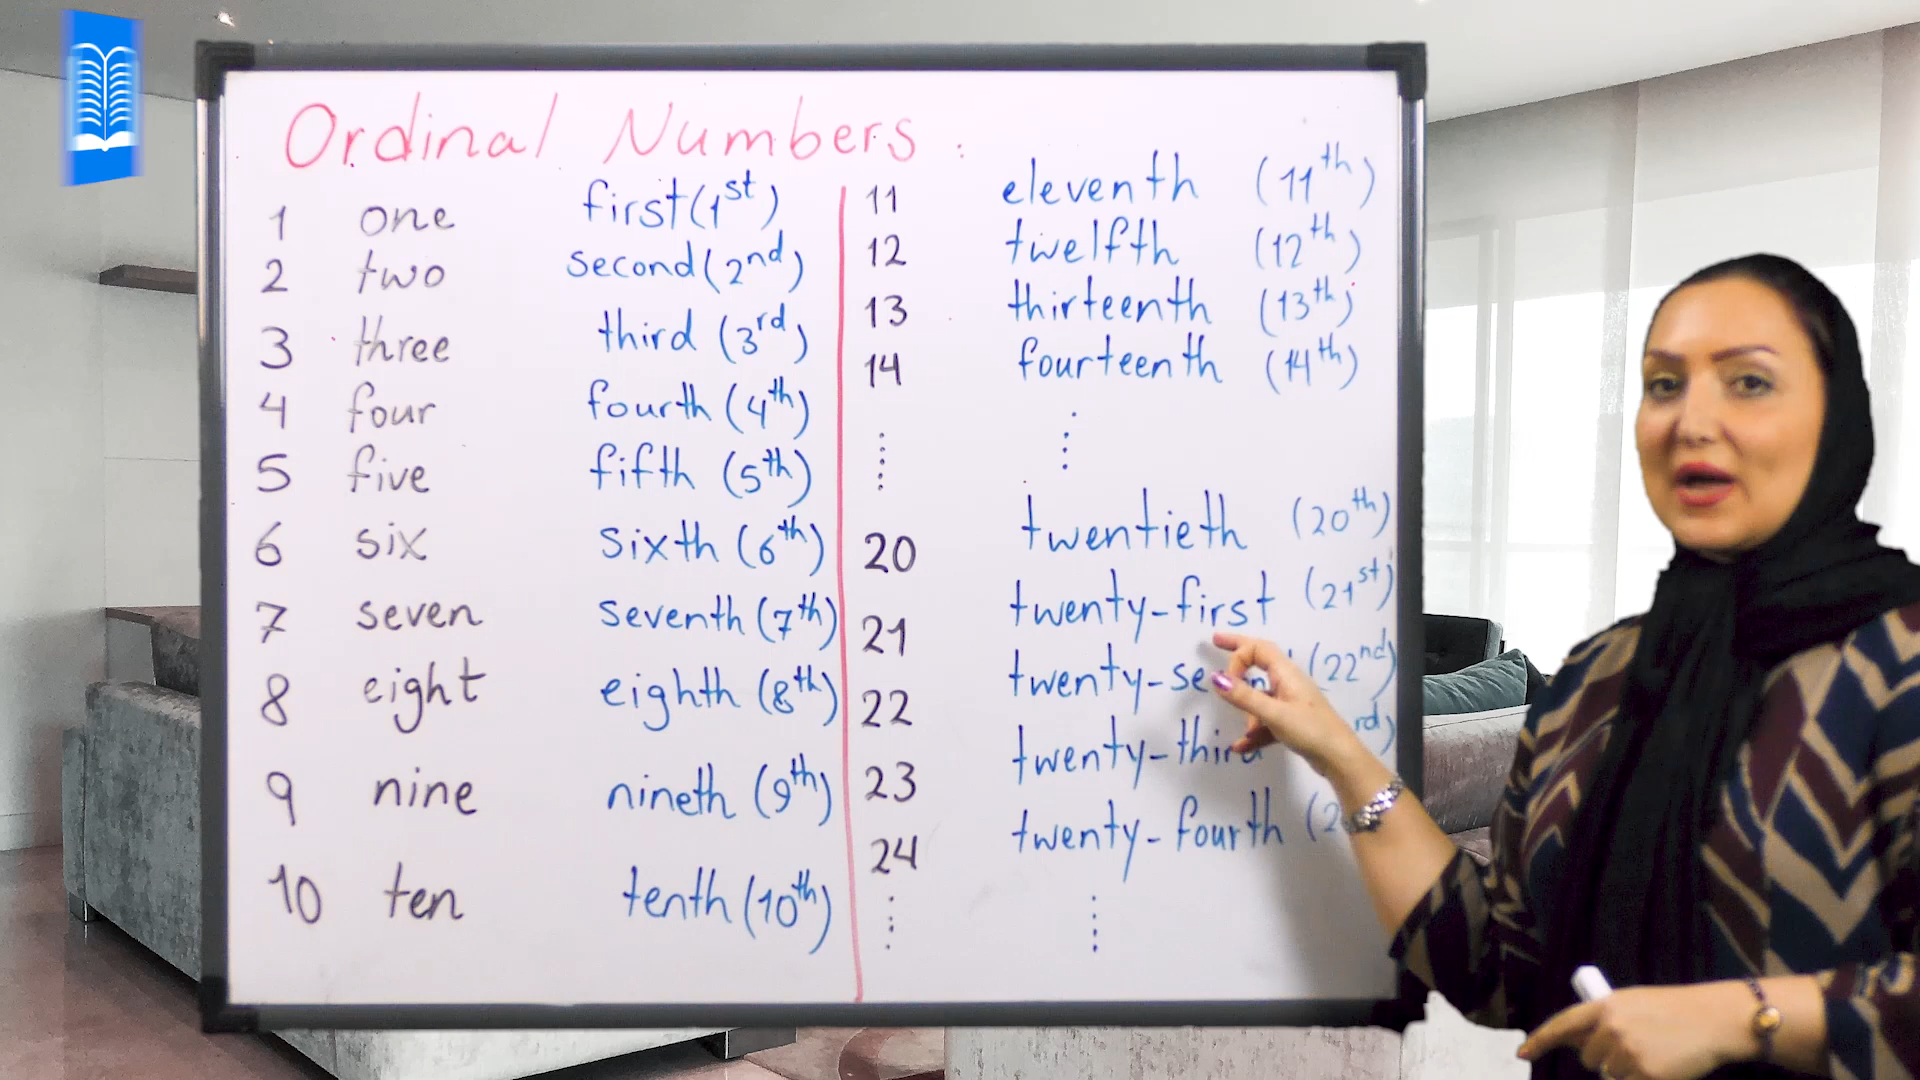 Ordinal Numbers :
1 one first (1st)
2 two second (2nd)
3 three third (3rd)
4 four fourth (4th)
5 five fifth (5th)
6 six sixth (6th)
7 seven seventh (7th)
8 eight eighth (8th)
9 nine nineth (9th)
10 ten tenth (10th)
11 eleventh (11th)
12 twelfth (12th)
13 thirteenth (13th)
14 fourteenth (14th)
20 twentieth (20th)
21 twenty-first (21st)
22 (22nd)
23 twenty-third rd)
24 twenty-fourth (2